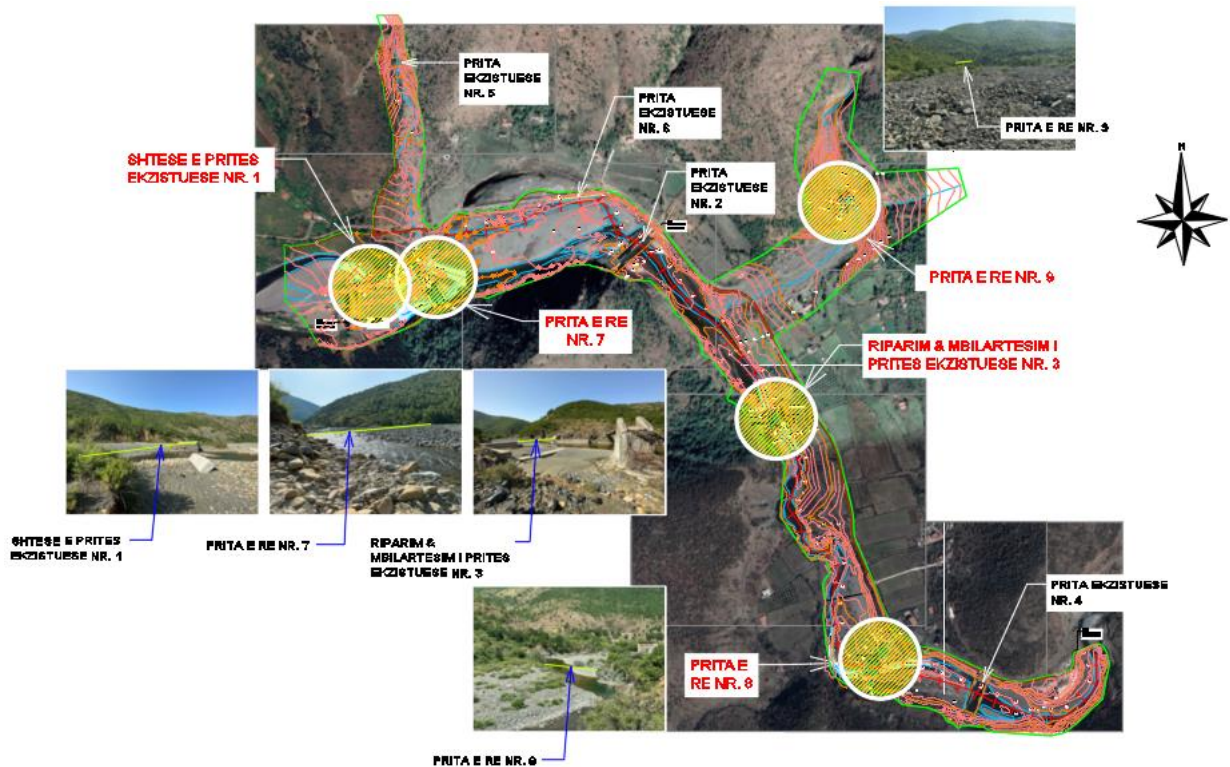 PRITA
EKZISTUESE
NR. 5
PRITA
EKZISTUESE
NR. 6
PRITA E RE NR. 9
N
SHTESE E PRITES
EKZISTUESE NR. 1
PRITA
EKZISTUESE
NR. 2
PRITA E RE NR. 9
PRITA E RE
NR. 7
RIPARIM & MBILARTESIM I
PRITES EKZISTUESE NR. 3
SHTESE E PRITES
EKZISTUESE NR. 1
PRITA E RE NR. 7
RIPARIM &
MBILARTESIM I PRITES
EKZISTUESE NR. 3
PRITA EKZISTUESE
NR. 4
PRITA E
RE NR. 8
PRITA E RE NR.